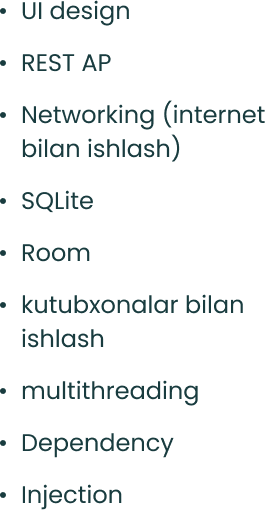 • UI design
• REST AP
• Networking (internet
bilan ishlash)
• SQLite
• Room
• kutubxonalar bilan
ishlash
• multithreading
• Dependency
• Injection